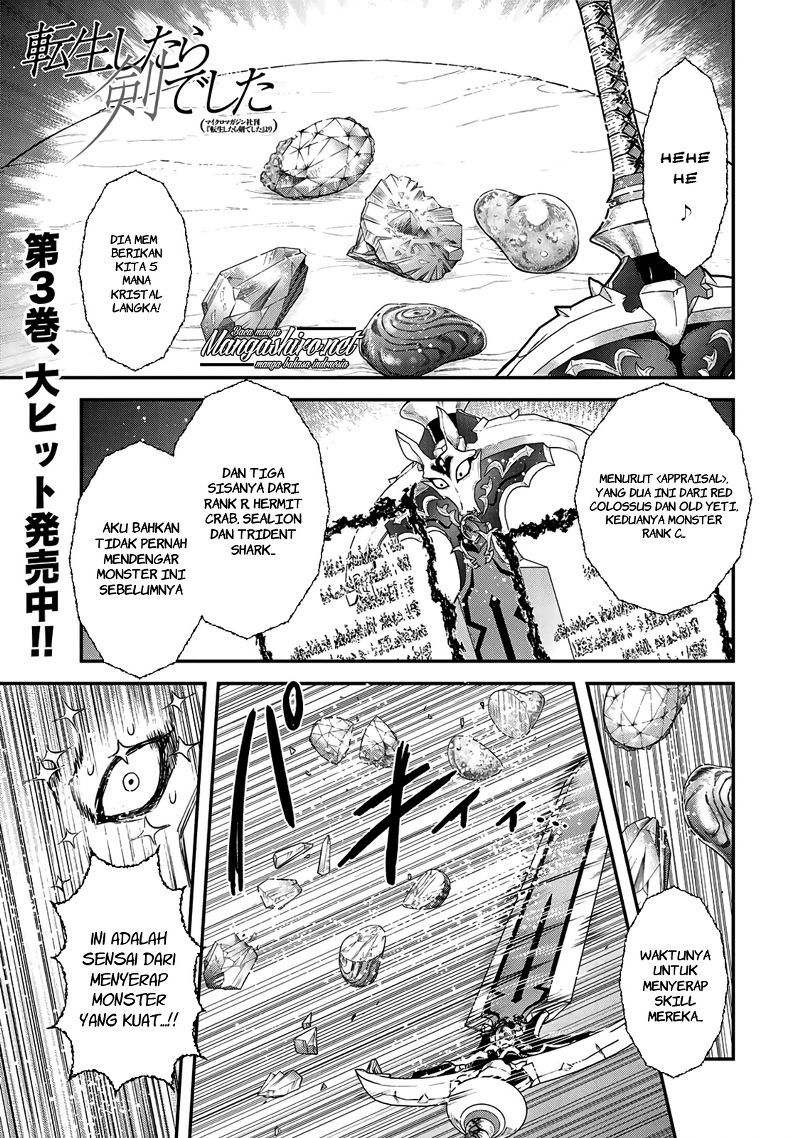 転生したら
剣でした
(マイクロマガジン社刊
『転生したら剣でした』より)
HEHE
HE
♪
DIA MEM
BERIKAN
KITA 5
MANA
KRISTAL
LANGKA!
第3巻、大ヒット発売中!!
Baca manga
Mangashiro.net
manga bahasa indonesia
MENURUT <APPRAISAL>,
YANG DUA INI DARI RED
COLOSSUS DAN OLD YETI,
KEDUANYA MONSTER
RANK C..
DAN TIGA
SISANYA DARI
RANK R, HERMIT
CRAB, SEALION
DAN TRIDENT
SHARK..
AKU BAHKAN
TIDAK PERNAH
MENDENGAR
MONSTER INI
SEBELUMNYA
WAKTUNYA
UNTUK
MENYERAP
SKILL
MEREKA..
パキィィ
INI ADALAH
SENSAI DARI
MENYERAP
MONSTER
YANG KUAT...!!